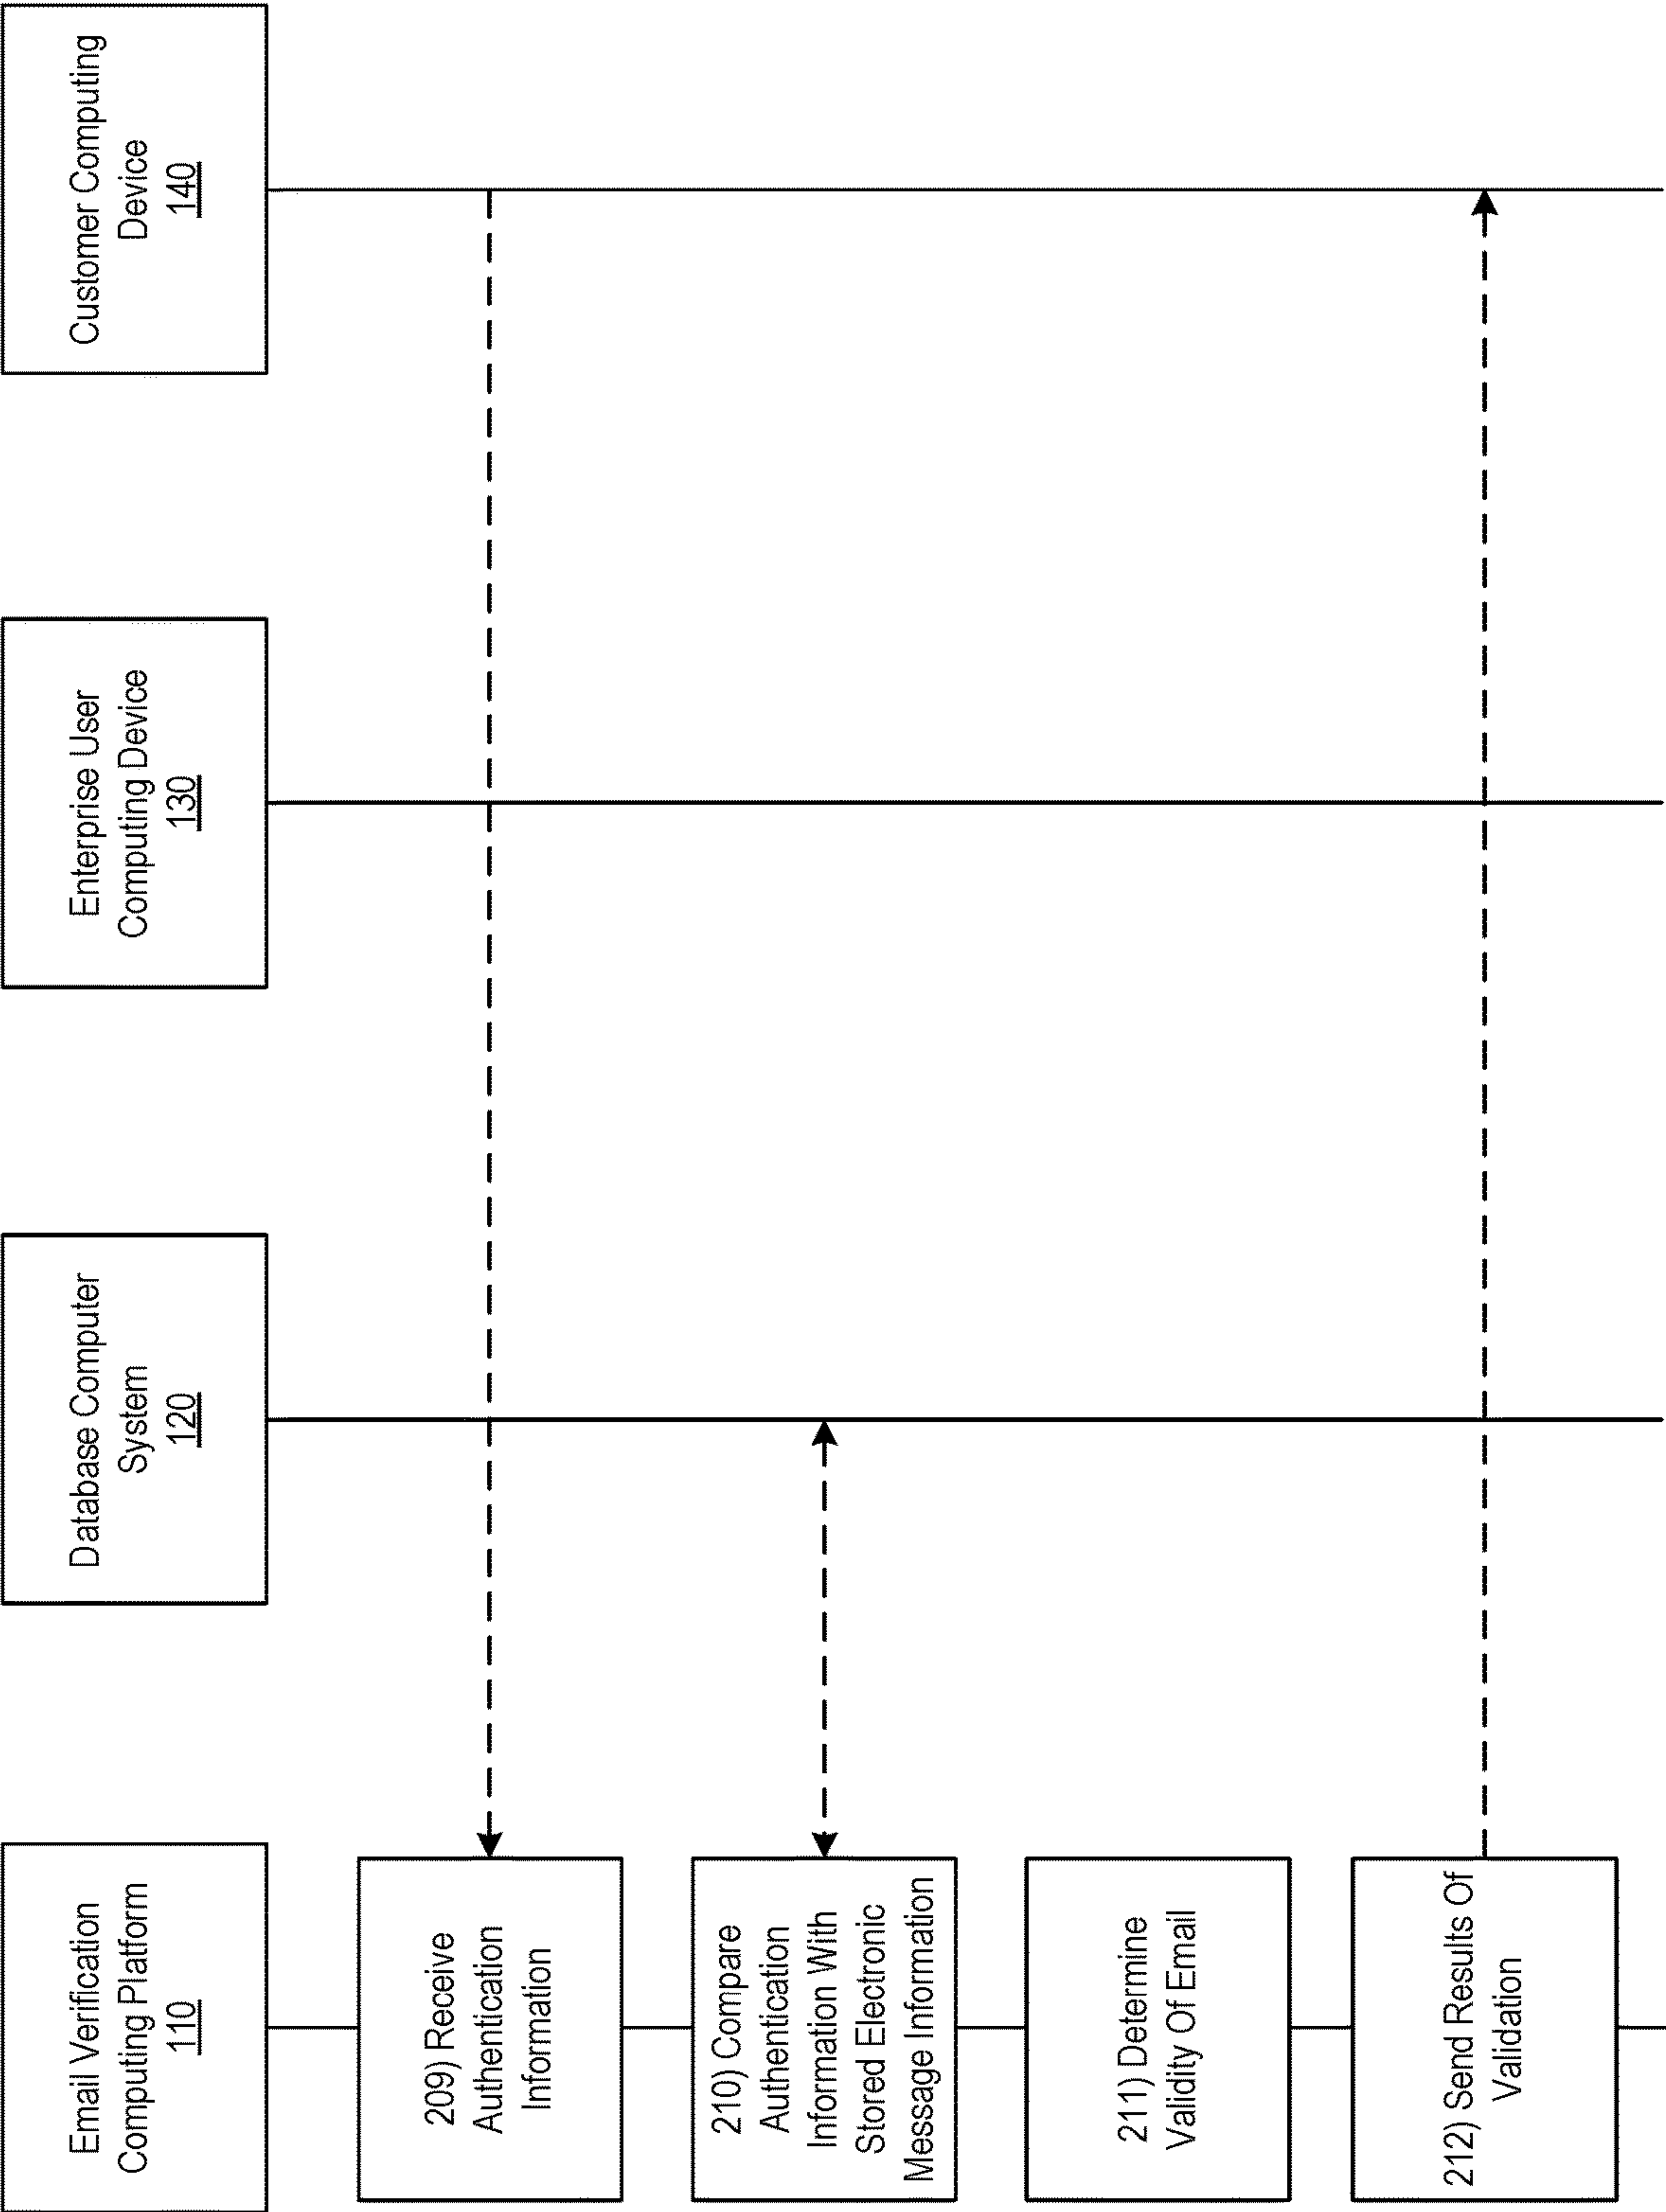 Email Verification
Computing Platform
110
Database Computer
System
120
Enterprise User
Computing Device
130
Customer Computing
Device
140
209) Receive
Authentication
Information
210) Compare
Authentication
Information With
Stored Electronic
Message Information
2111) Determine
Validity Of Email
212) Send Results Of
Validation